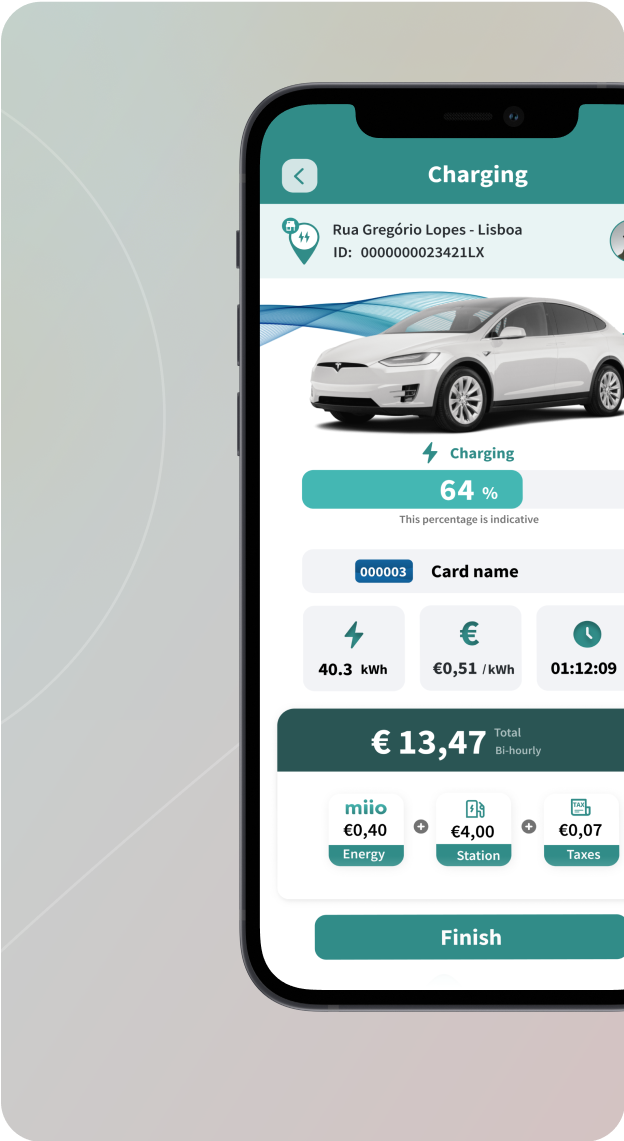 Charging
Rua Gregório Lopes - Lisboa
ID: 0000000023421LX
Charging
64 %
This percentage is indicative
000003 Card name
40.3 kWh
€0,51 / kWh
01:12:09
€ 13,47 Total
Bi-hourly
miio
€0,40
Energy
€4,00
Station
TAX
€0,07
Taxes
Finish